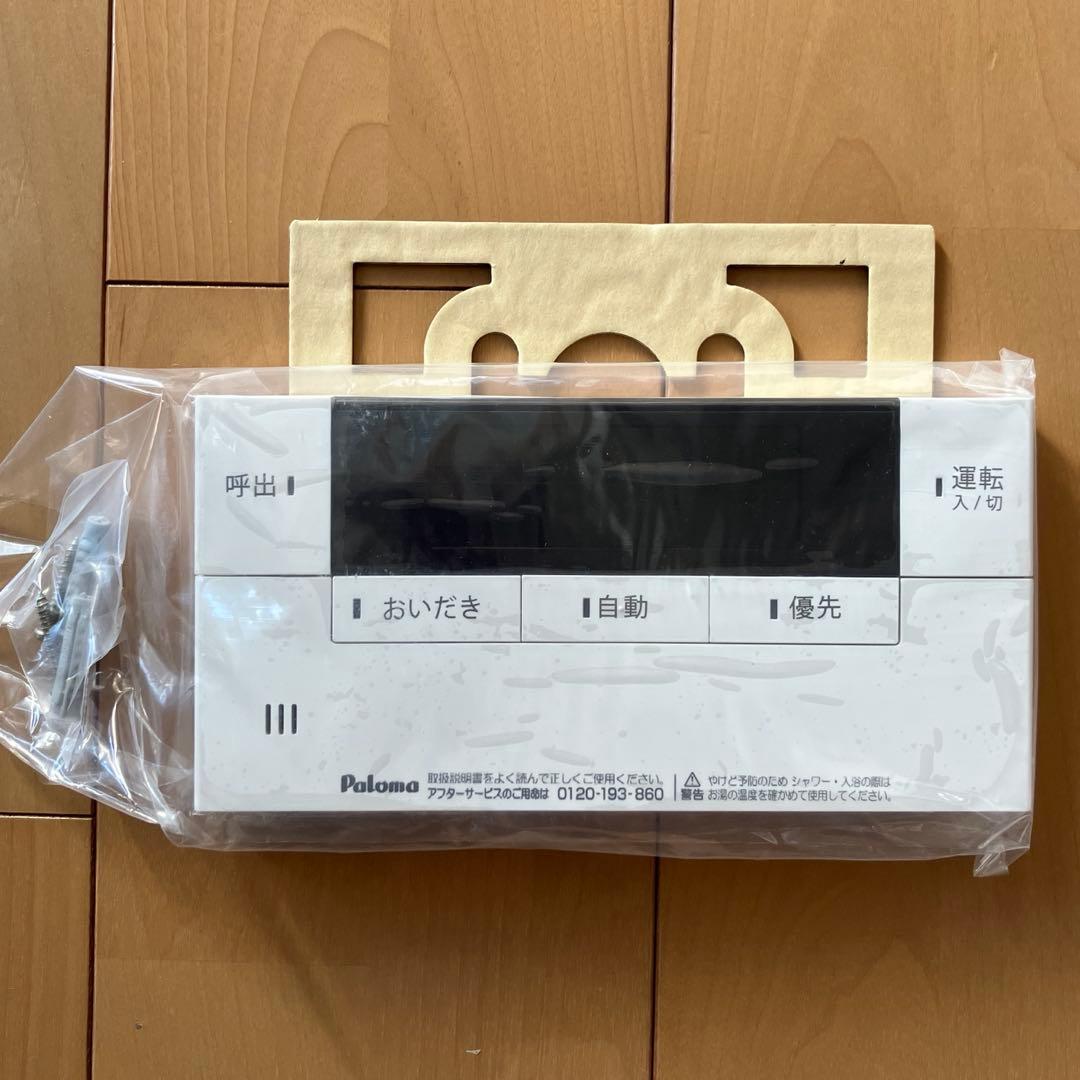 呼出
運転
入/切
おいだき
自動
優先
Paloma
取扱説明書をよく読んで正しくご使用ください。
アフターサービスのご用命は 0120-193-860
警告
やけど予防のため シャワー・入浴の際は
お湯の温度を確かめて使用してください。